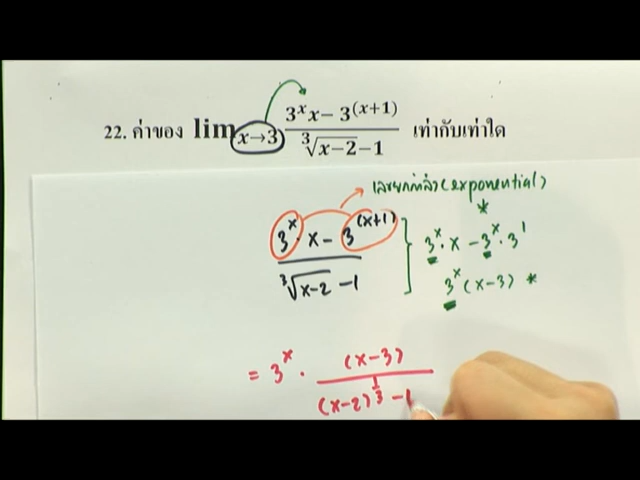 22. ค่าของ lim x→3 3^x x − 3^(x+1) / ∛(x−2) − 1 เท่ากับเท่าใด
เลขยกกำลัง (exponential)
*
3^x · x − 3^(x+1) / ∛(x−2) − 1
3^x · x − 3^x · 3^1
3^x (x−3) *
= 3^x · (x−3) / (x−2)^(1/3) − 1